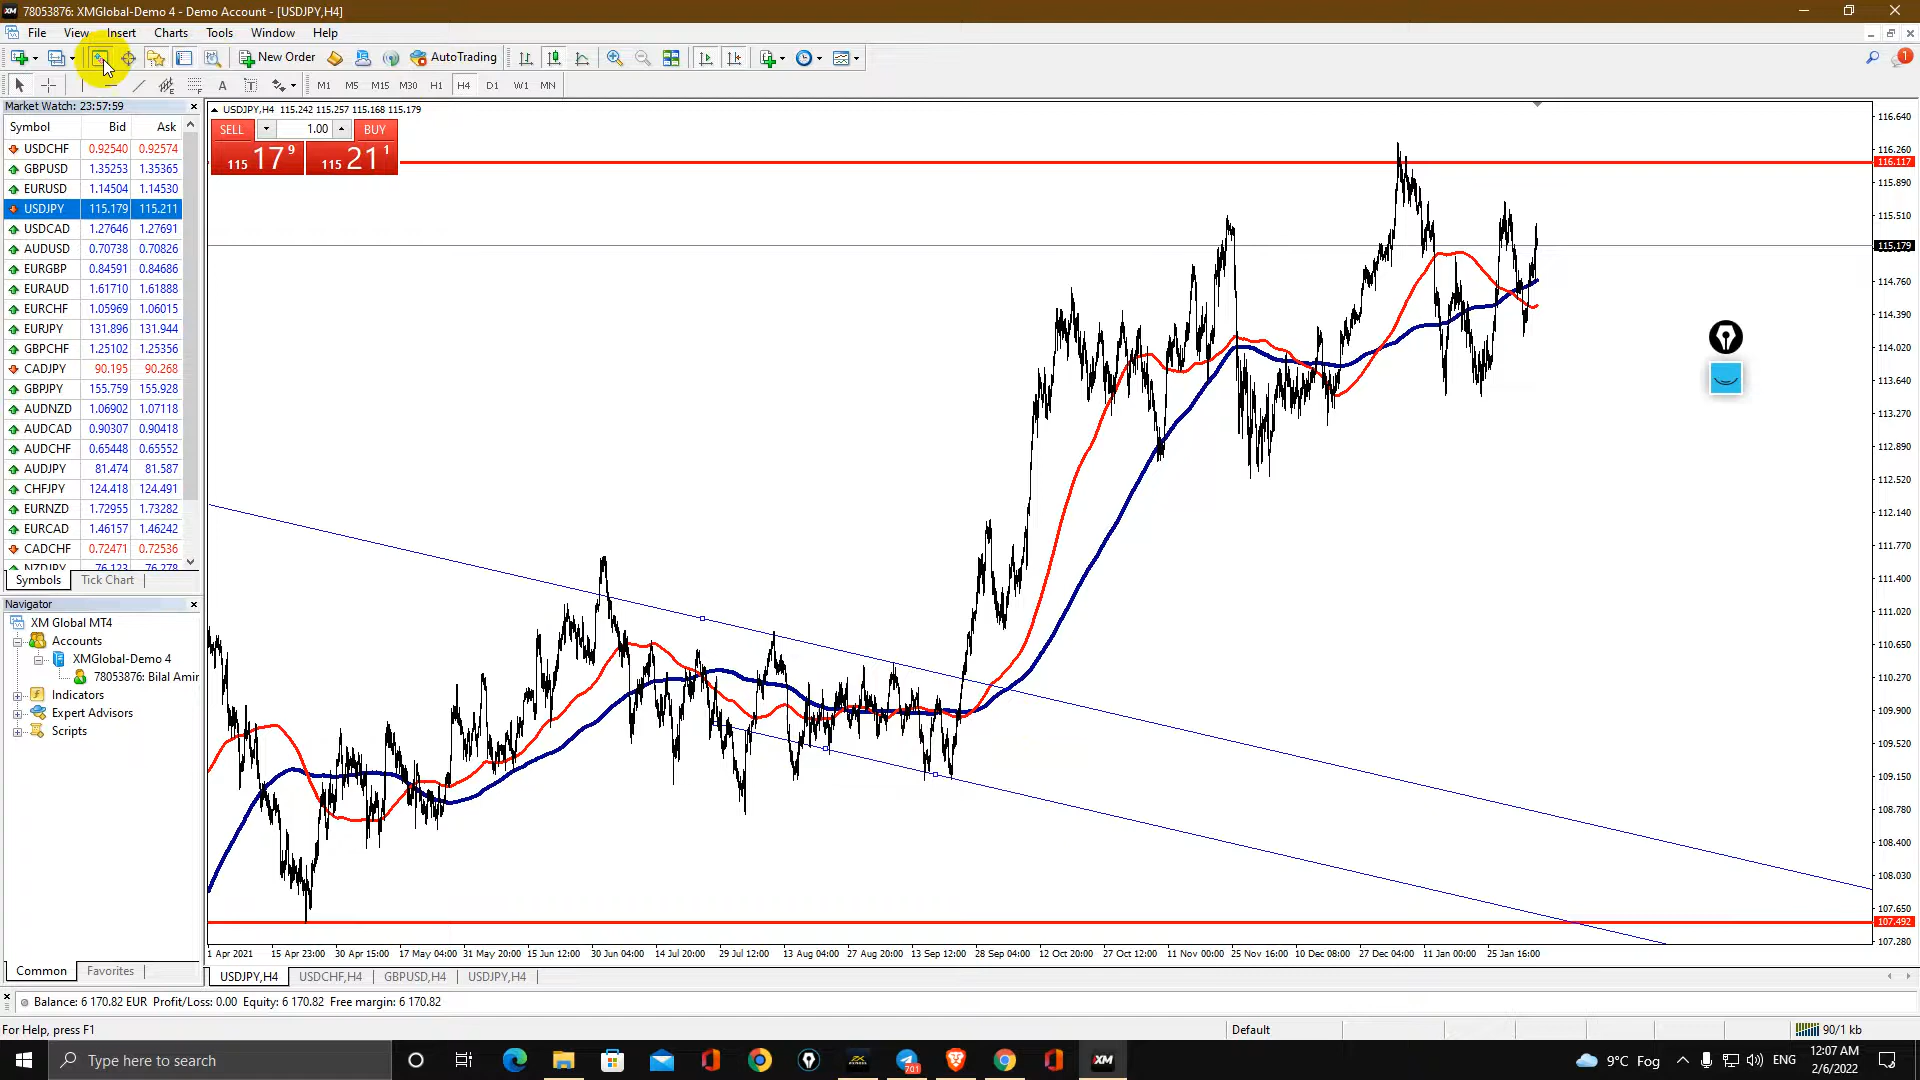 78053876: XMGlobal-Demo 4 - Demo Account - [USDJPY,H4]
File View Insert Charts Tools Window Help
New Order AutoTrading
M1 M5 M15 M30 H1 H4 D1 W1 MN
Market Watch: 23:57:59
Symbol Bid Ask
USDCHF 0.92540 0.92574
GBPUSD 1.35253 1.35365
EURUSD 1.14504 1.14530
USDJPY 115.179 115.211
USDCAD 1.27646 1.27691
AUDUSD 0.70738 0.70826
EURGBP 0.84591 0.84686
EURAUD 1.61710 1.61888
EURCHF 1.05969 1.06015
EURJPY 131.896 131.944
GBPCHF 1.25102 1.25356
CADJPY 90.195 90.268
GBPJPY 155.759 155.928
AUDNZD 1.06902 1.07118
AUDCAD 0.90307 0.90418
AUDCHF 0.65448 0.65552
AUDJPY 81.474 81.587
CHFJPY 124.418 124.491
EURNZD 1.72955 1.73282
EURCAD 1.46157 1.46242
CADCHF 0.72471 0.72536
NZDJPY 76.123 76.278
Symbols Tick Chart
Navigator
XM Global MT4
Accounts
XMGlobal-Demo 4
78053876: Bilal Amir
Indicators
Expert Advisors
Scripts
Common Favorites
USDJPY,H4 115.242 115.257 115.168 115.179
SELL 1.00 BUY
115 17 9 115 21 1
116.640
116.260
116.117
115.890
115.510
115.179
114.760
114.390
114.020
113.640
113.270
112.890
112.520
112.140
111.770
111.400
111.020
110.650
110.270
109.900
109.520
109.150
108.780
108.400
108.030
107.650
107.492
107.280
1 Apr 2021 15 Apr 23:00 30 Apr 15:00 17 May 04:00 31 May 20:00 15 Jun 12:00 30 Jun 04:00 14 Jul 20:00 29 Jul 12:00 13 Aug 04:00 27 Aug 20:00 13 Sep 12:00 28 Sep 04:00 12 Oct 20:00 27 Oct 12:00 11 Nov 00:00 25 Nov 16:00 10 Dec 08:00 27 Dec 04:00 11 Jan 00:00 25 Jan 16:00
USDJPY,H4 USDCHF,H4 GBPUSD,H4 USDJPY,H4
Balance: 6 170.82 EUR Profit/Loss: 0.00 Equity: 6 170.82 Free margin: 6 170.82
For Help, press F1 Default 90/1 kb
Type here to search
701
XM
9°C Fog
ENG
12:07 AM
2/6/2022